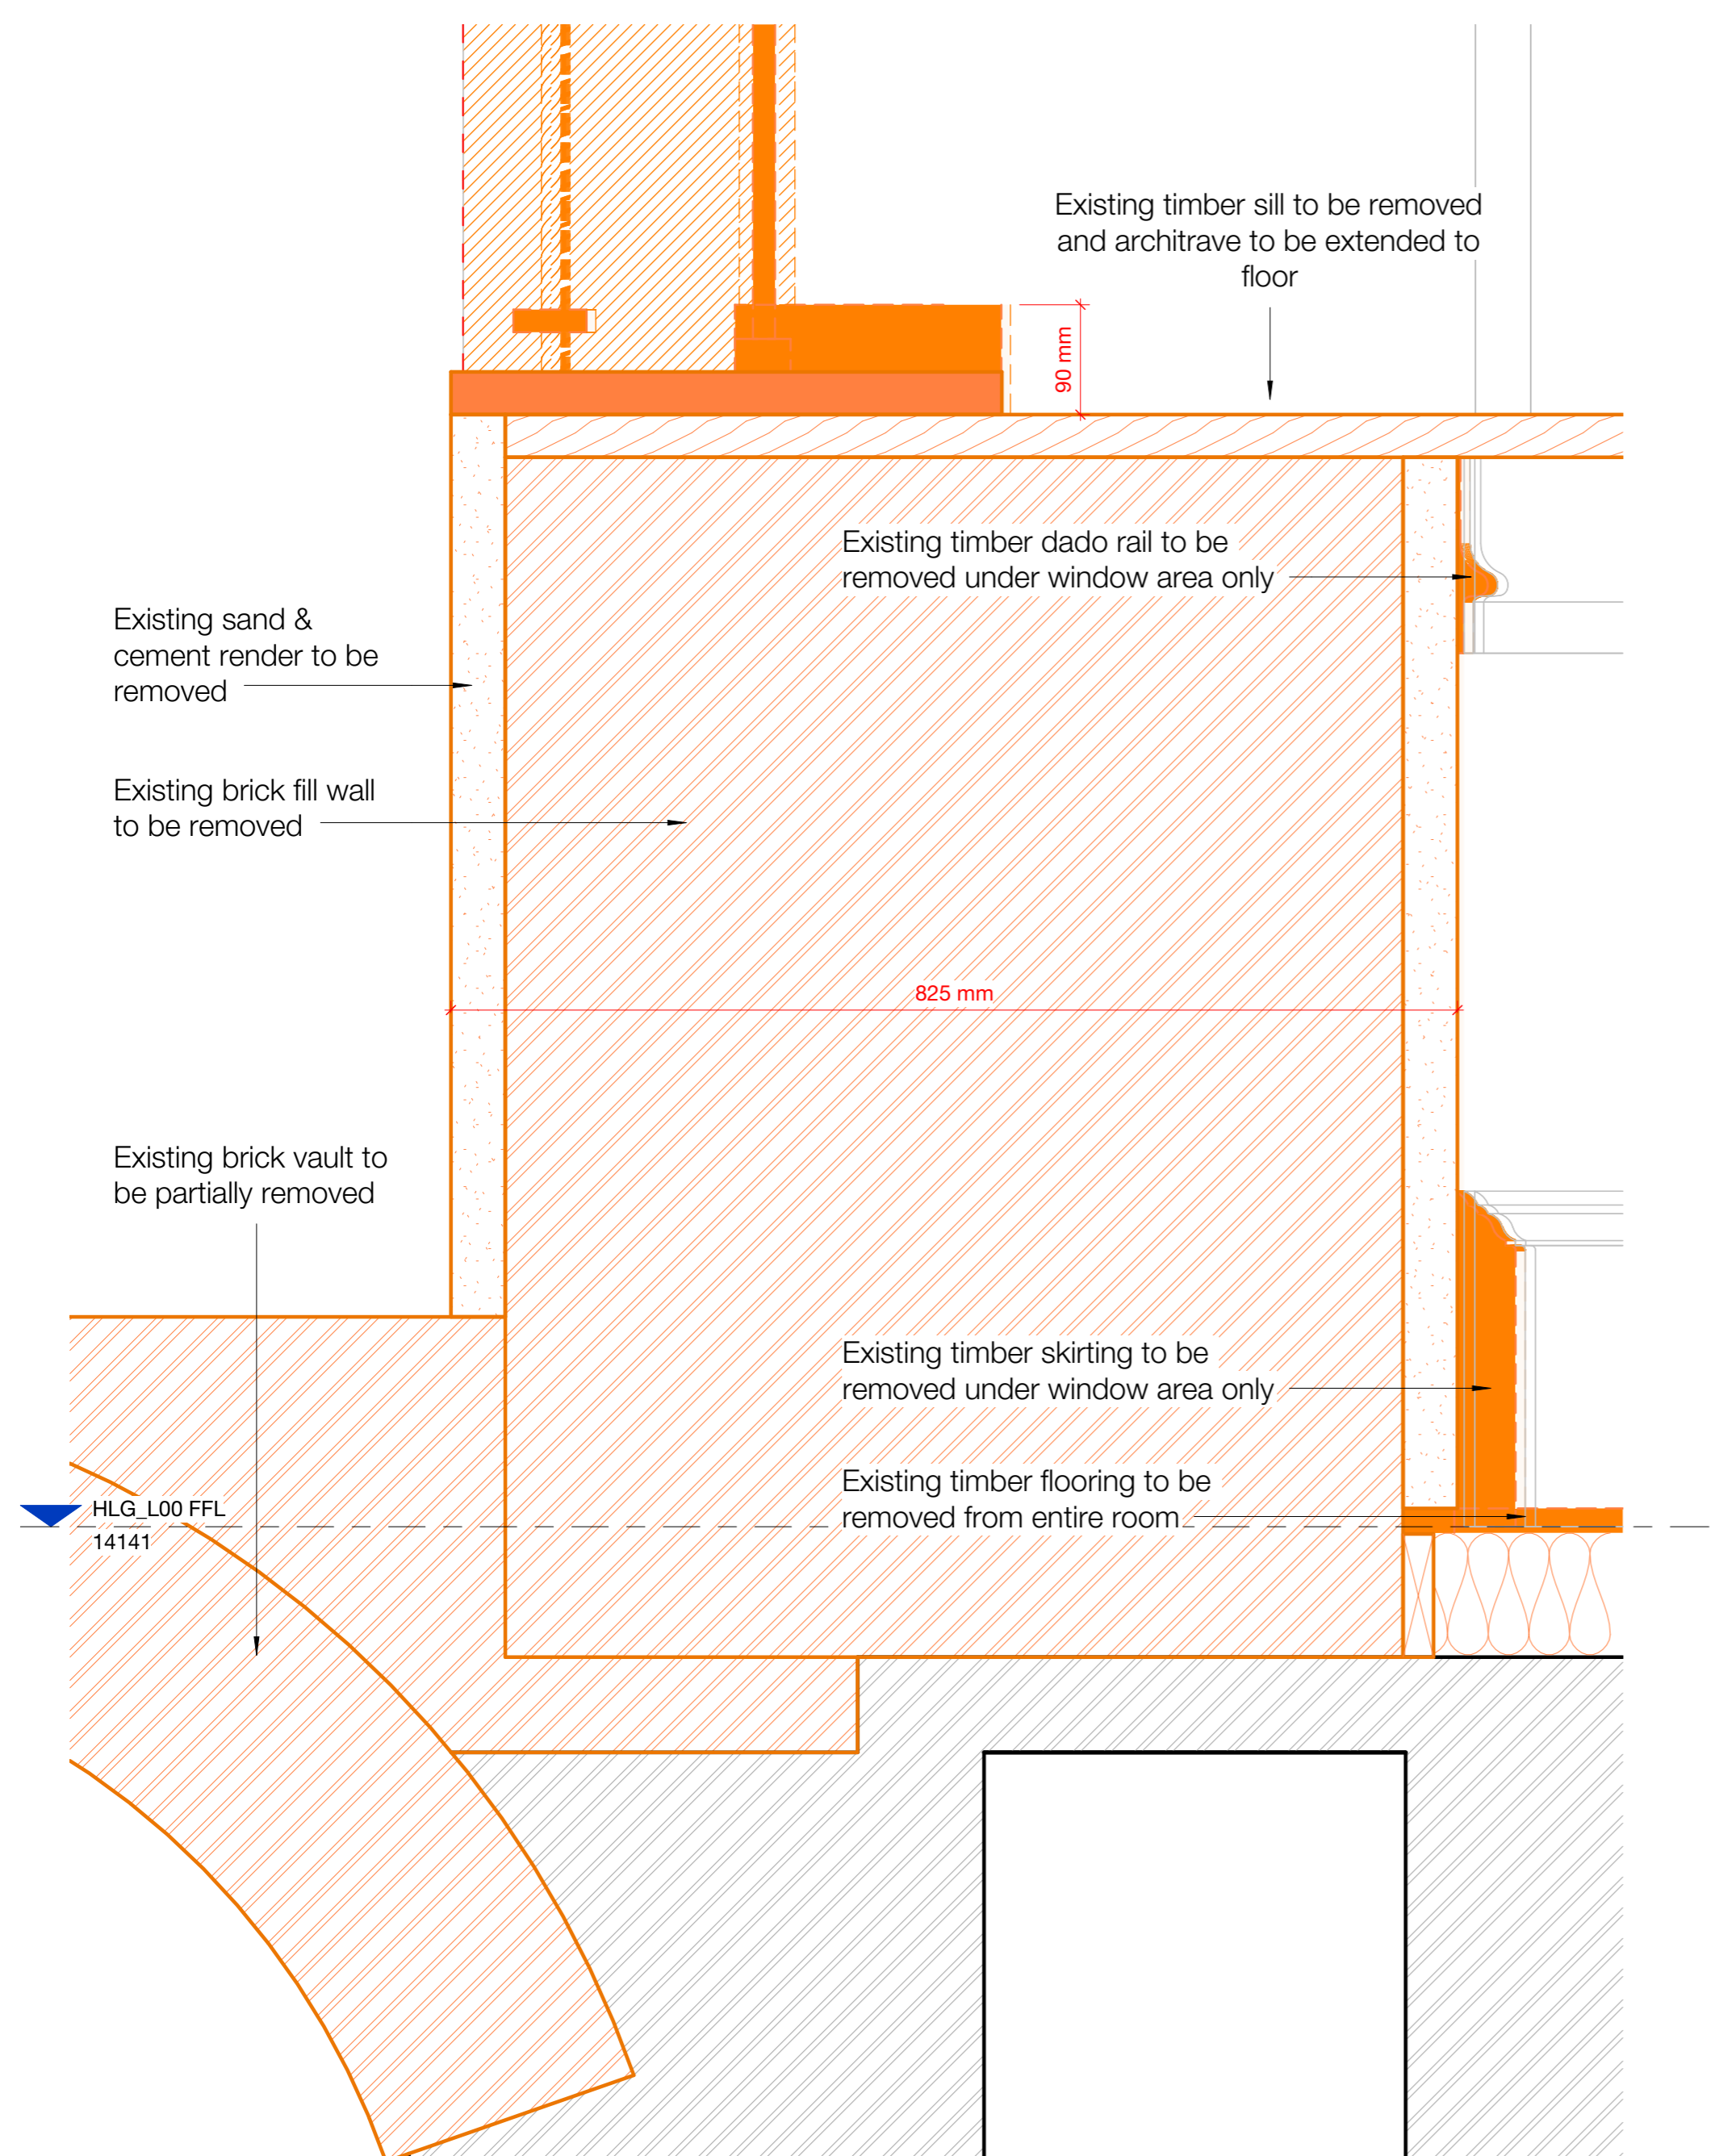 Existing timber sill to be removed
and architrave to be extended to
floor
90 mm
Existing timber dado rail to be
removed under window area only
Existing sand &
cement render to be
removed
Existing brick fill wall
to be removed
825 mm
Existing brick vault to
be partially removed
Existing timber skirting to be
removed under window area only
Existing timber flooring to be
removed from entire room
HLG_L00 FFL
14141